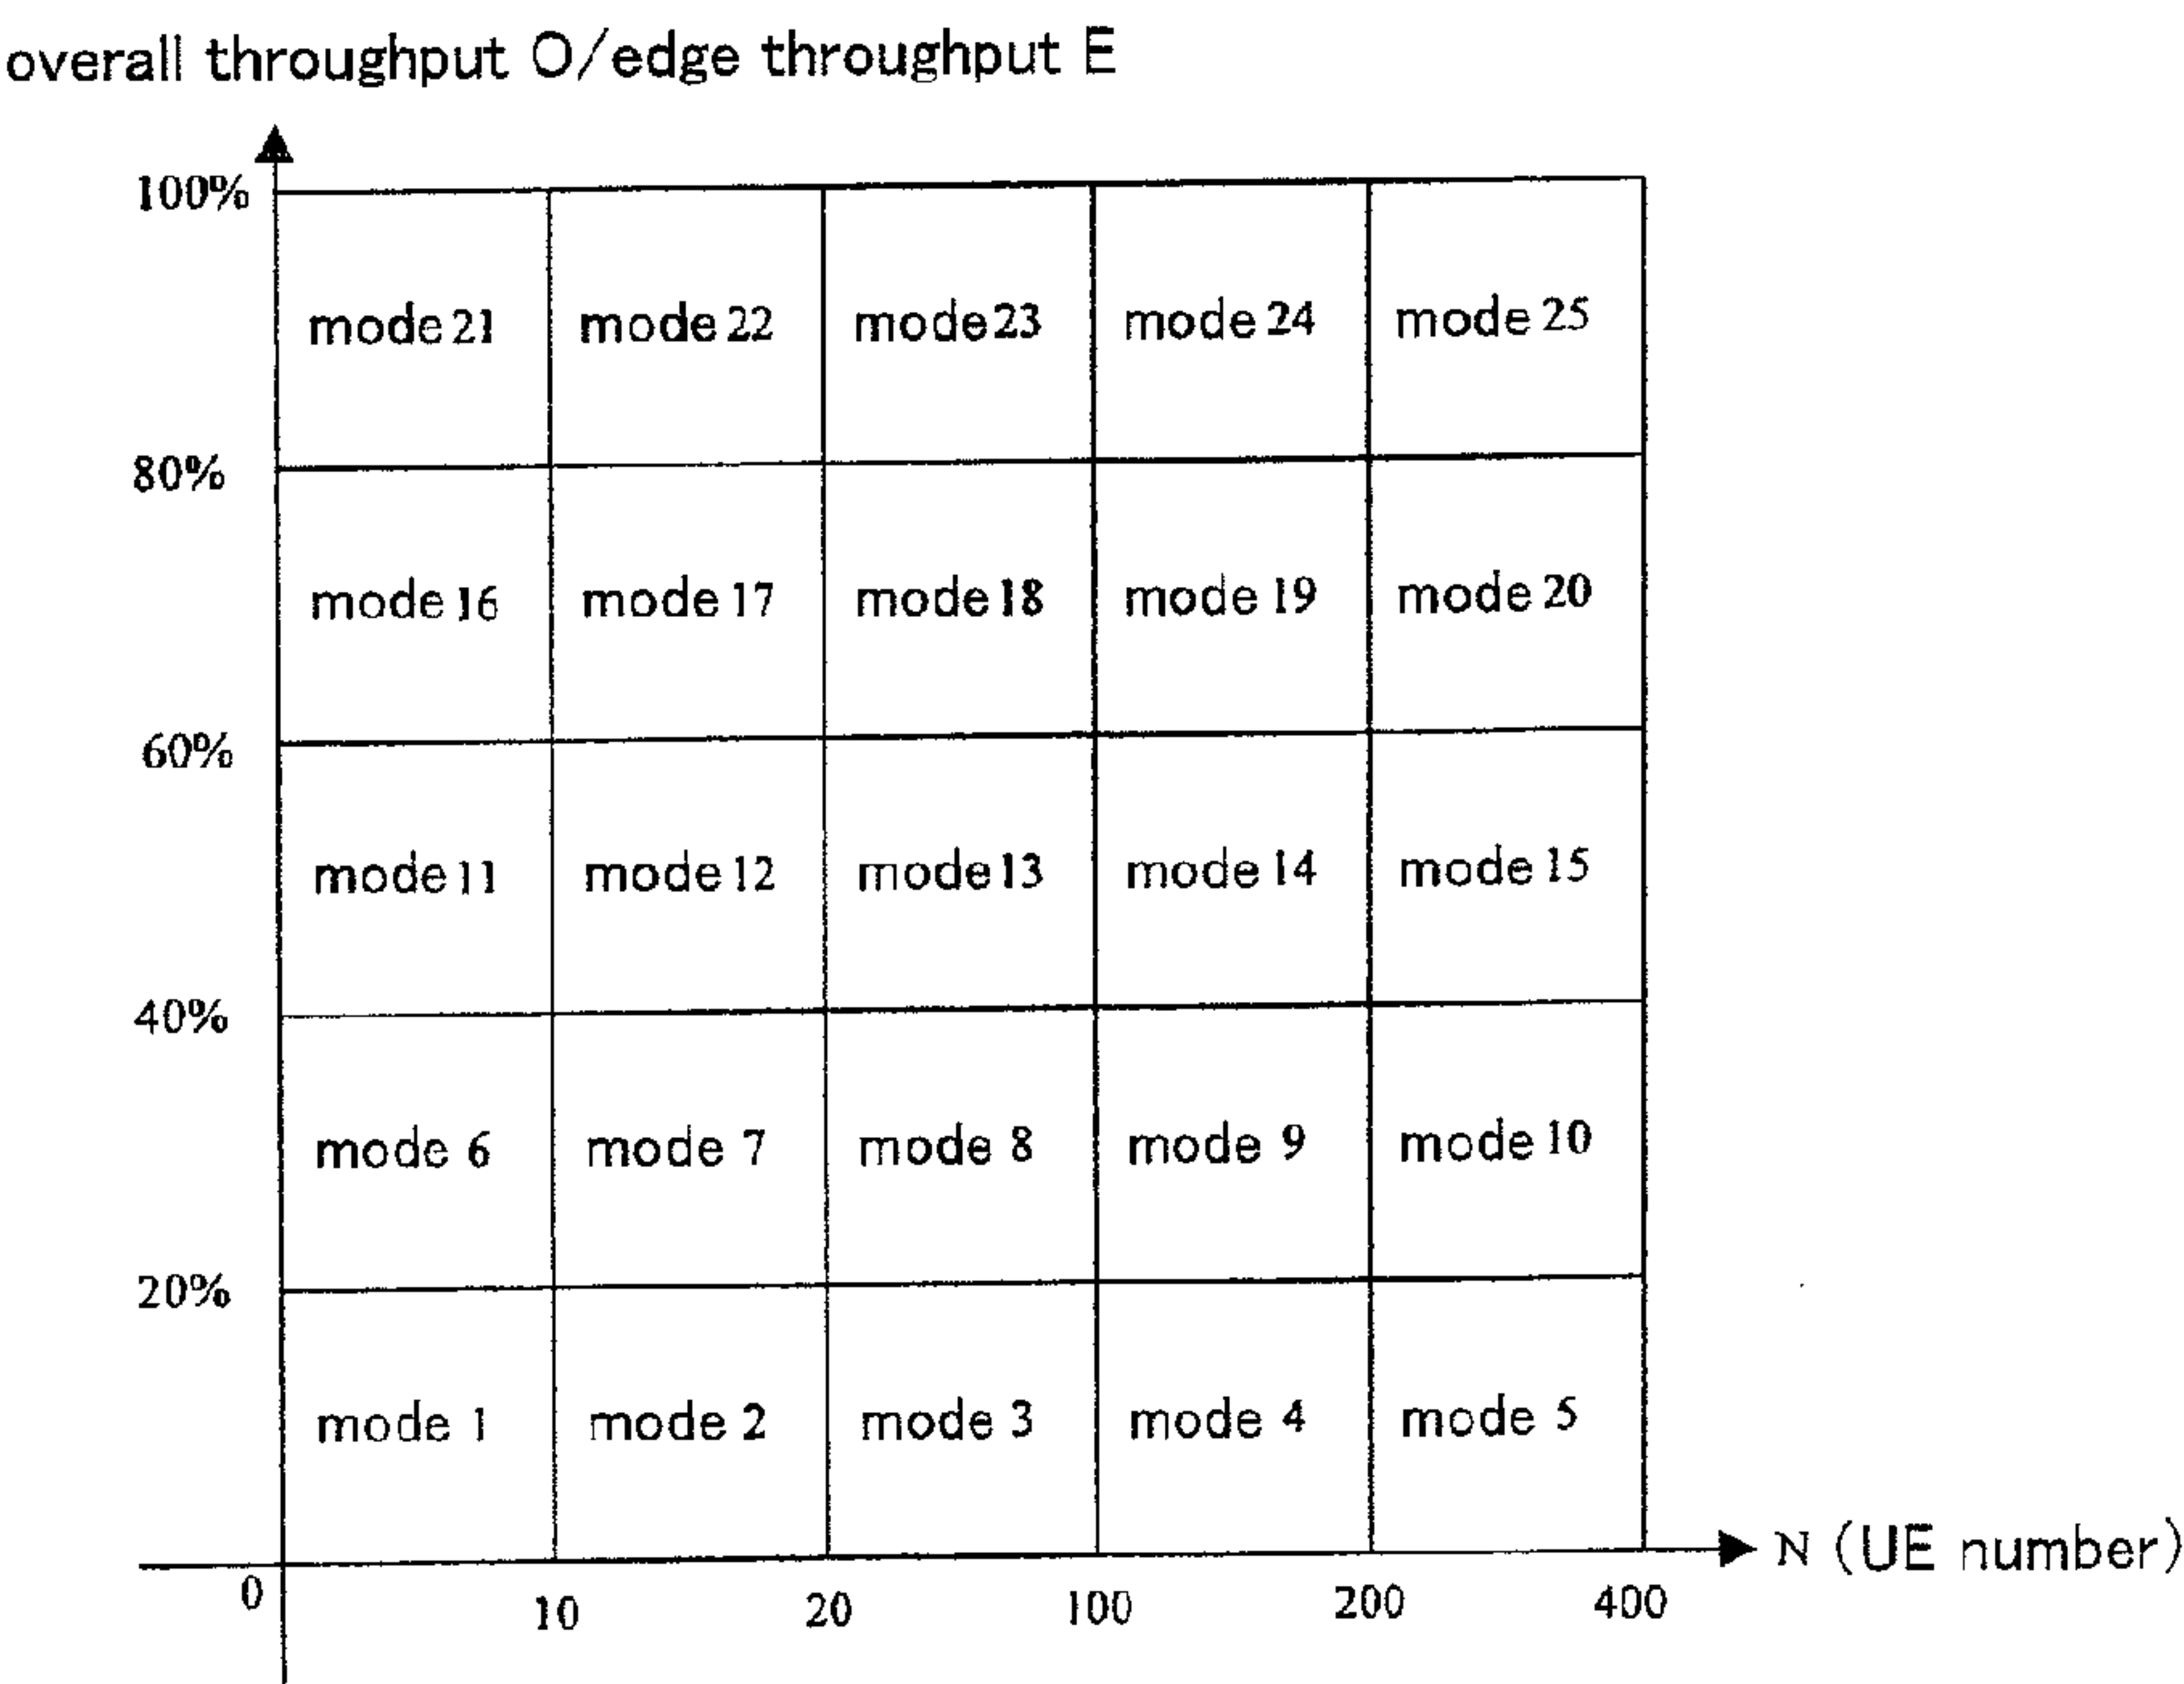 overall throughput O/edge throughput E
100%
mode 21 mode 22 mode 23 mode 24 mode 25
80%
mode 16 mode 17 mode 18 mode 19 mode 20
60%
mode 11 mode 12 mode 13 mode 14 mode 15
40%
mode 6 mode 7 mode 8 mode 9 mode 10
20%
mode 1 mode 2 mode 3 mode 4 mode 5
N (UE number)
0 10 20 100 200 400